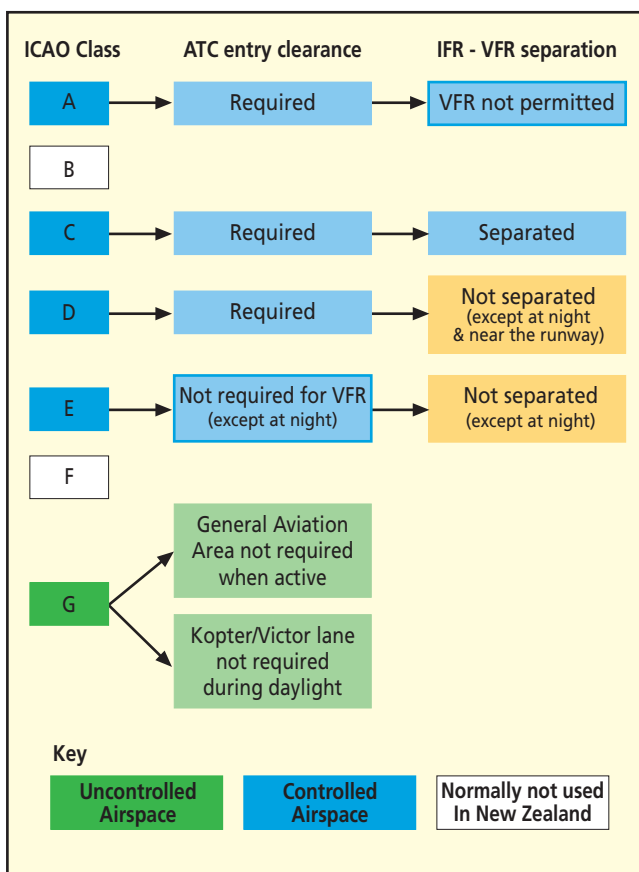 ICAO Class ATC entry clearance IFR - VFR separation
A Required VFR not permitted
B
C Required Separated
D Required Not separated
(except at night
& near the runway)
E Not required for VFR
(except at night)
Not separated
(except at night)
F
G
General Aviation
Area not required
when active
Kopter/Victor lane
not required
during daylight
Key
Uncontrolled
Airspace
Controlled
Airspace
Normally not used
In New Zealand